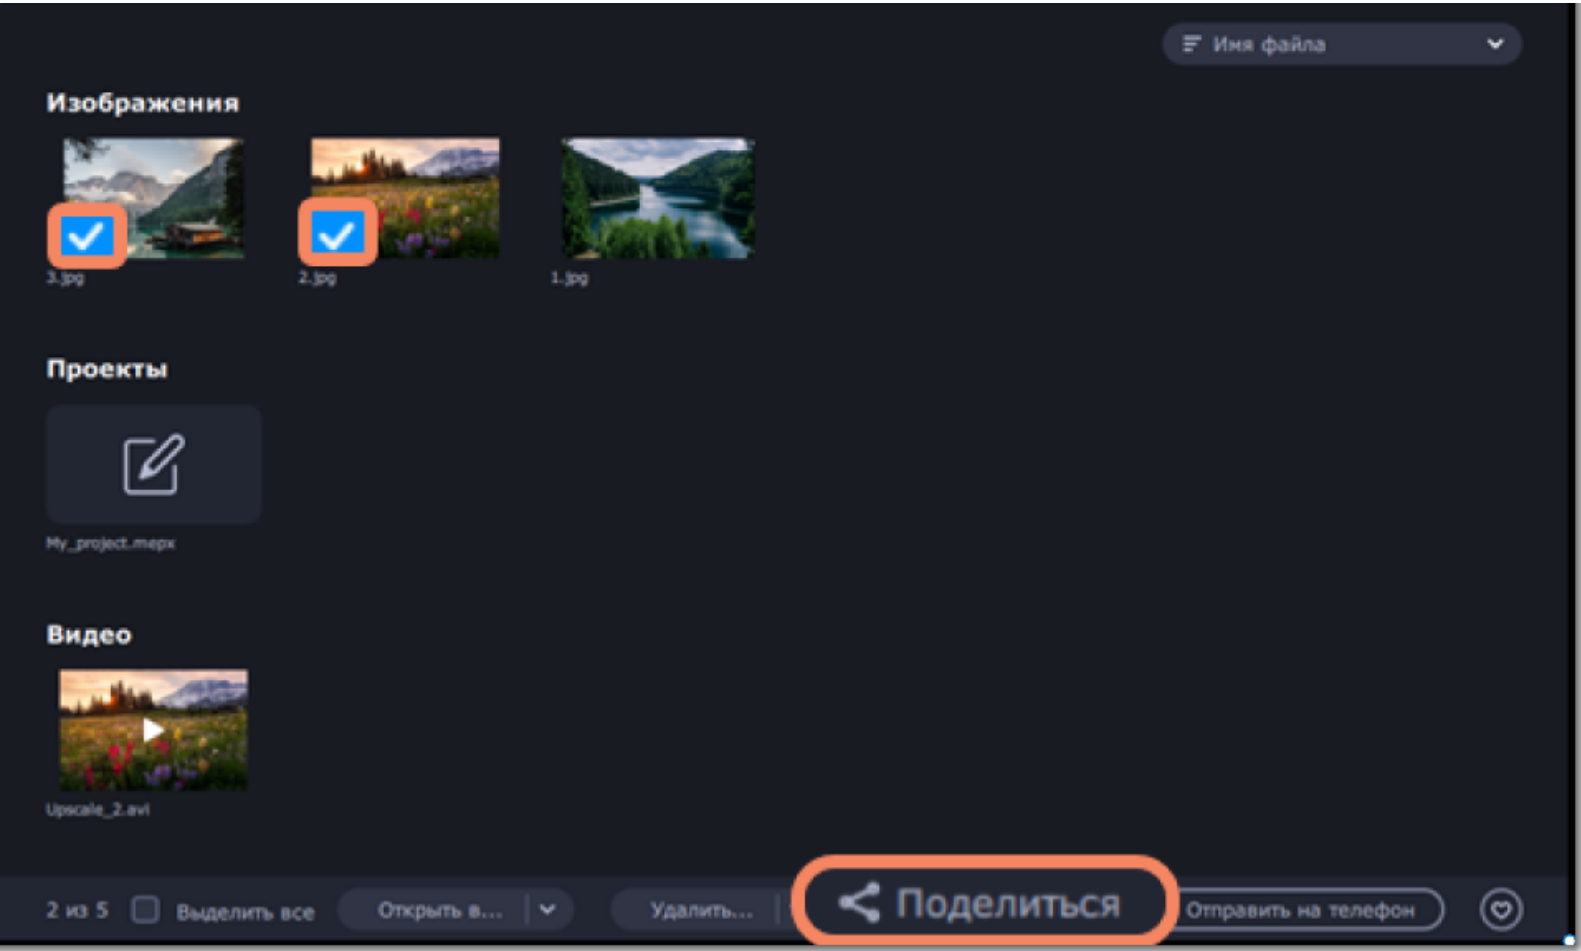 Имя файла
Изображения
3.jpg
2.jpg
1.jpg
Проекты
My_project.mepx
Видео
Upscale_2.avi
2 из 5
Выделить все
Открыть в...
Удалить...
Поделиться
Отправить на телефон